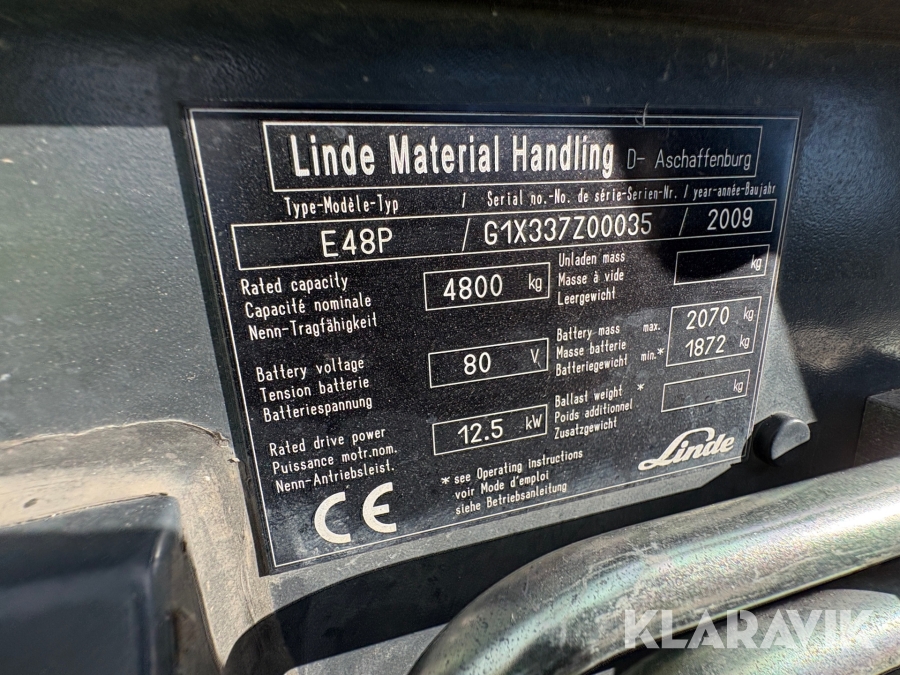 Linde Material Handling D- Aschaffenburg
Type-Modèle-Typ / Serial no.-No. de série-Serien-Nr. / year-année-Baujahr
E48P / G1X337Z00035 / 2009
Rated capacity
Capacité nominale
Nenn-Tragfähigkeit
4800 kg
Unladen mass
Masse à vide
Leergewicht
kg
Battery voltage
Tension batterie
Batteriespannung
80 V
Battery mass max.
Masse batterie
Batteriegewicht min.*
2070 kg
1872 kg
Rated drive power
Puissance motr.nom.
Nenn-Antriebsleist.
12.5 kW
Ballast weight *
Poids additionnel
Zusatzgewicht
kg
* see Operating instructions
voir Mode d'emploi
siehe Betriebsanleitung
CE
Linde
KLARAVIK